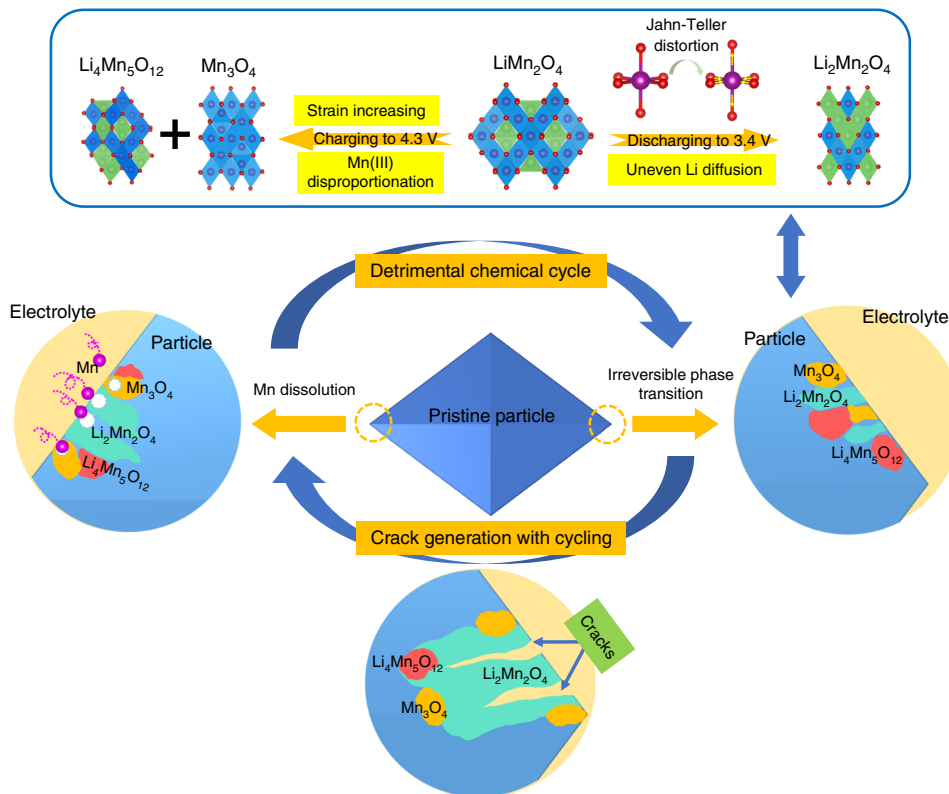 Jahn-Teller
distortion
Li₄Mn₅O₁₂
Mn₃O₄
LiMn₂O₄
Li₂Mn₂O₄
Strain increasing
Charging to 4.3 V
Mn(III)
disproportionation
Discharging to 3.4 V
Uneven Li diffusion
Detrimental chemical cycle
Electrolyte
Particle
Mn
Mn₃O₄
Li₂Mn₂O₄
Li₄Mn₅O₁₂
Mn dissolution
Pristine particle
Irreversible phase
transition
Electrolyte
Particle
Mn₃O₄
Li₂Mn₂O₄
Li₄Mn₅O₁₂
Crack generation with cycling
Cracks
Li₄Mn₅O₁₂
Li₂Mn₂O₄
Mn₃O₄